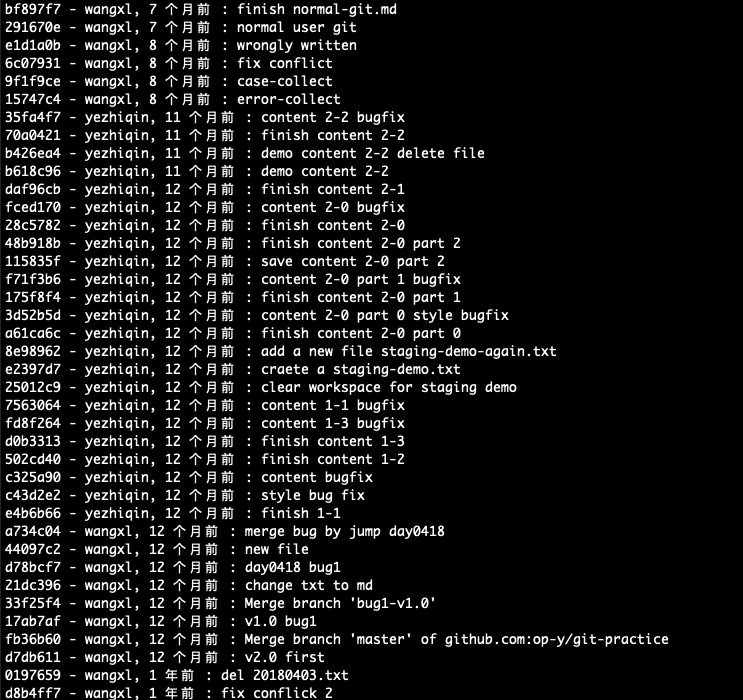 bf897f7 - wangxl, 7 个月前 : finish normal-git.md
291670e - wangxl, 7 个月前 : normal user git
e1d1a0b - wangxl, 8 个月前 : wrongly written
6c07931 - wangxl, 8 个月前 : fix conflict
9f1f9ce - wangxl, 8 个月前 : case-collect
15747c4 - wangxl, 8 个月前 : error-collect
35fa4f7 - yezhiqin, 11 个月前 : content 2-2 bugfix
70a0421 - yezhiqin, 11 个月前 : finish content 2-2
b426ea4 - yezhiqin, 11 个月前 : demo content 2-2 delete file
b618c96 - yezhiqin, 11 个月前 : demo content 2-2
daf96cb - yezhiqin, 12 个月前 : finish content 2-1
fced170 - yezhiqin, 12 个月前 : content 2-0 bugfix
28c5782 - yezhiqin, 12 个月前 : finish content 2-0
48b918b - yezhiqin, 12 个月前 : finish content 2-0 part 2
115835f - yezhiqin, 12 个月前 : save content 2-0 part 2
f71f3b6 - yezhiqin, 12 个月前 : content 2-0 part 1 bugfix
175f8f4 - yezhiqin, 12 个月前 : finish content 2-0 part 1
3d52b5d - yezhiqin, 12 个月前 : content 2-0 part 0 style bugfix
a61ca6c - yezhiqin, 12 个月前 : finish content 2-0 part 0
8e98962 - yezhiqin, 12 个月前 : add a new file staging-demo-again.txt
e2397d7 - yezhiqin, 12 个月前 : craete a staging-demo.txt
25012c9 - yezhiqin, 12 个月前 : clear workspace for staging demo
7563064 - yezhiqin, 12 个月前 : content 1-1 bugfix
fd8f264 - yezhiqin, 12 个月前 : content 1-3 bugfix
d0b3313 - yezhiqin, 12 个月前 : finish content 1-3
502cd40 - yezhiqin, 12 个月前 : finish content 1-2
c325a90 - yezhiqin, 12 个月前 : content bugfix
c43d2e2 - yezhiqin, 12 个月前 : style bug fix
e4b6b66 - yezhiqin, 12 个月前 : finish 1-1
a734c04 - wangxl, 12 个月前 : merge bug by jump day0418
44097c2 - wangxl, 12 个月前 : new file
d78bcf7 - wangxl, 12 个月前 : day0418 bug1
21dc396 - wangxl, 12 个月前 : change txt to md
33f25f4 - wangxl, 12 个月前 : Merge branch 'bug1-v1.0'
17ab7af - wangxl, 12 个月前 : v1.0 bug1
fb36b60 - wangxl, 12 个月前 : Merge branch 'master' of github.com:op-y/git-practice
d7db611 - wangxl, 12 个月前 : v2.0 first
0197659 - wangxl, 1 年前 : del 20180403.txt
d8b4ff7 - wangxl, 1 年前 : fix conflick 2